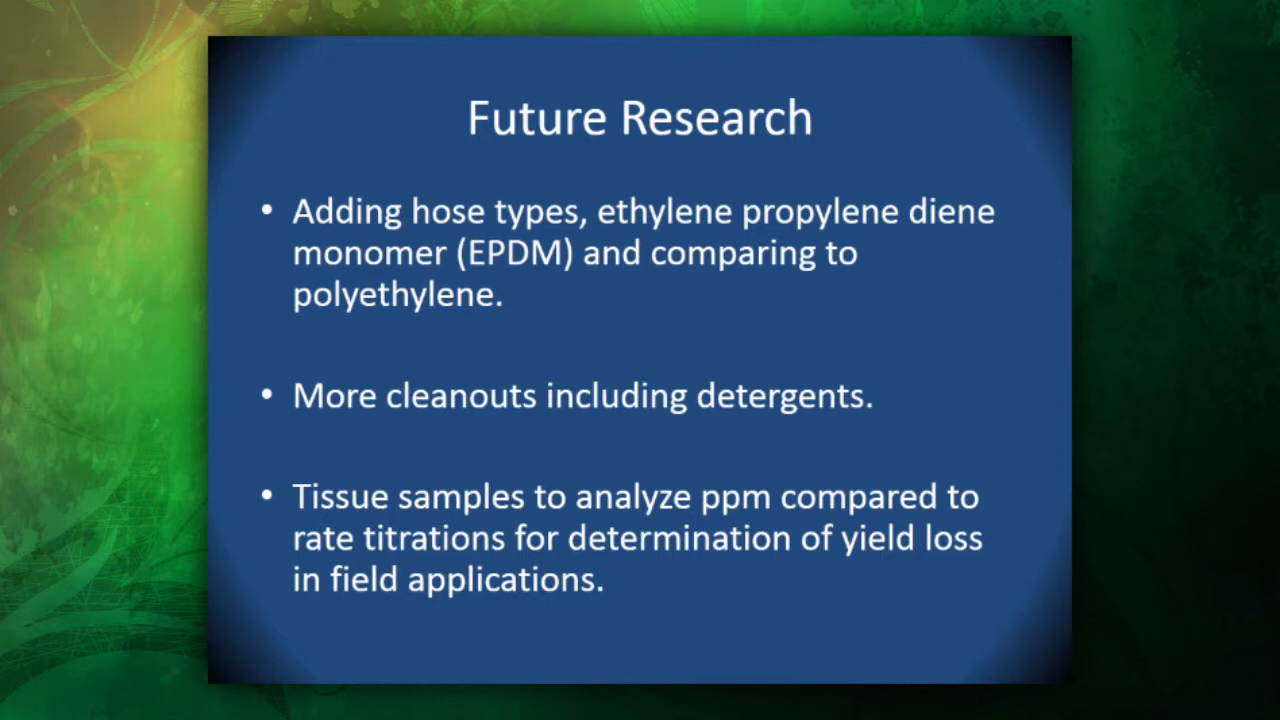 Future Research
• Adding hose types, ethylene propylene diene
monomer (EPDM) and comparing to
polyethylene.
• More cleanouts including detergents.
• Tissue samples to analyze ppm compared to
rate titrations for determination of yield loss
in field applications.